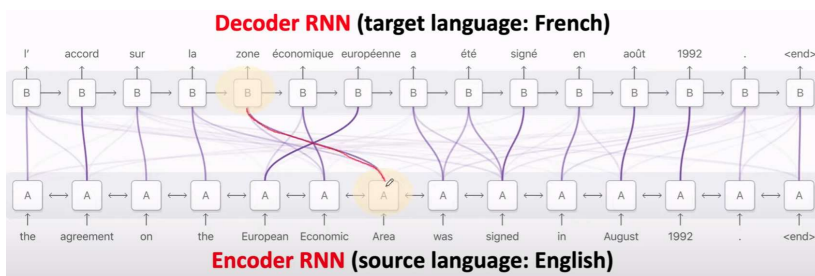 Decoder RNN (target language: French)
l' accord sur la zone économique européenne a été signé en août 1992 . <end>
B B B B B B B B B B B B B B B
A A A A A A A A A A A A A A
the agreement on the European Economic Area was signed in August 1992 . <end>
Encoder RNN (source language: English)